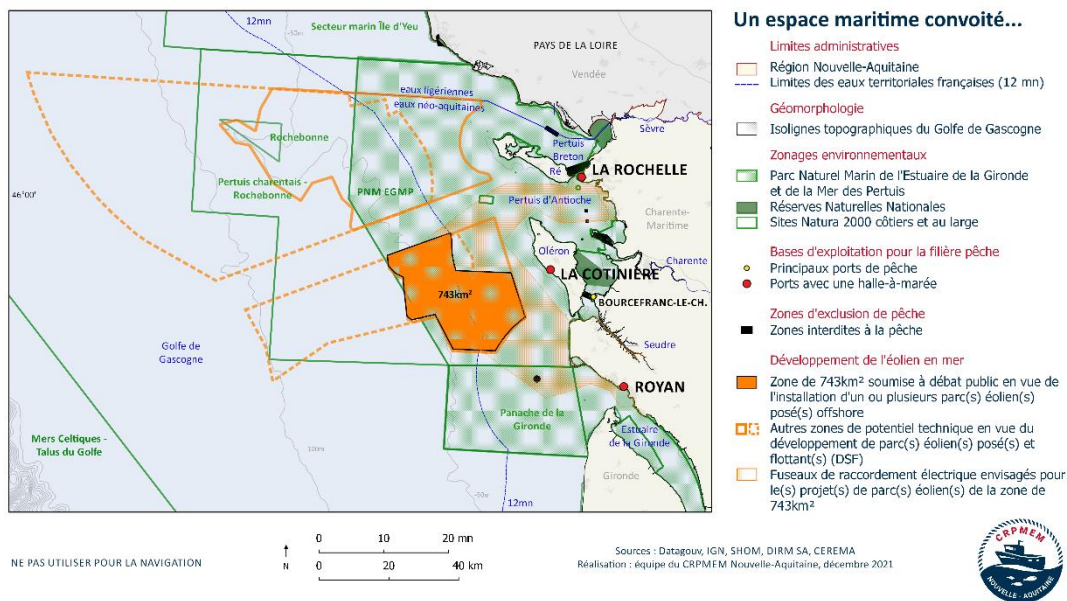 Un espace maritime convoité...
Limites administratives
Région Nouvelle-Aquitaine
Limites des eaux territoriales françaises (12 mn)
Géomorphologie
Isolignes topographiques du Golfe de Gascogne
Zonages environnementaux
Parc Naturel Marin de l'Estuaire de la Gironde
et de la Mer des Pertuis
Réserves Naturelles Nationales
Sites Natura 2000 côtiers et au large
Bases d'exploitation pour la filière pêche
Principaux ports de pêche
Ports avec une halle-à-marée
Zones d'exclusion de pêche
Zones interdites à la pêche
Développement de l'éolien en mer
Zone de 743km² soumise à débat public en vue de
l'installation d'un ou plusieurs parc(s) éolien(s)
posé(s) offshore
Autres zones de potentiel technique en vue du
développement de parc(s) éolien(s) posé(s) et
flottant(s) (DSF)
Fuseaux de raccordement électrique envisagés pour
le(s) projet(s) de parc(s) éolien(s) de la zone de
743km²
12mn
-50m
Secteur marin Île d'Yeu
PAYS DE LA LOIRE
Vendée
eaux ligériennes
eaux néo-aquitaines
Sèvre
Rochebonne
Pertuis
Breton
Ré
LA ROCHELLE
Pertuis charentais -
Rochebonne
PNM EGMP
46°00'
Pertuis d'Antioche
Charente-
Maritime
Oléron
Charente
LA COTINIÈRE
743km²
BOURCEFRANC-LE-CH.
Golfe de
Gascogne
Seudre
ROYAN
Panache de la
Gironde
Estuaire
de la Gironde
Mers Celtiques -
Talus du Golfe
100m
Gironde
-50m
12mn
NE PAS UTILISER POUR LA NAVIGATION
N
0 10 20 mn
0 20 40 km
Sources : Datagouv, IGN, SHOM, DIRM SA, CEREMA
Réalisation : équipe du CRPMEM Nouvelle-Aquitaine, décembre 2021
CRPMEM
NOUVELLE - AQUITAINE